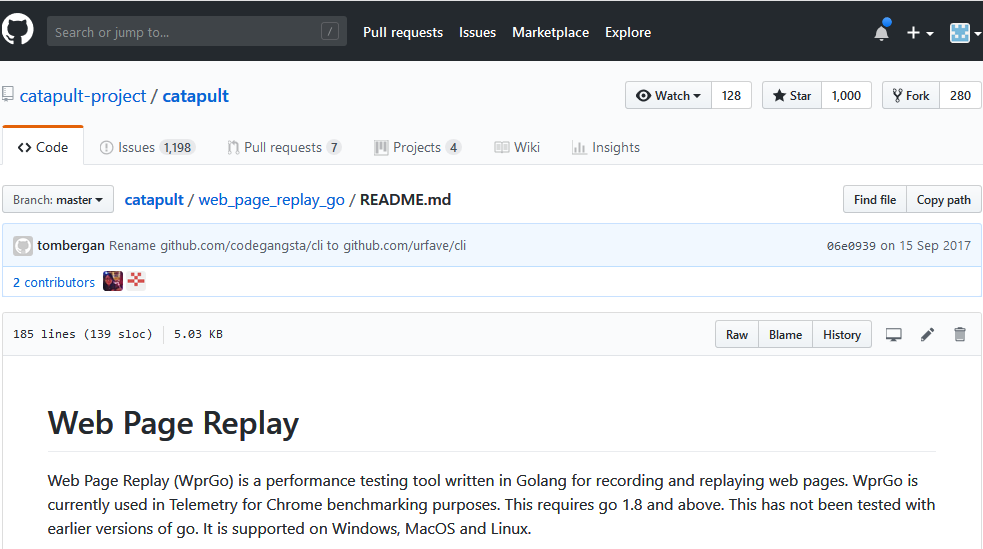 Search or jump to... / Pull requests Issues Marketplace Explore
catapult-project / catapult Watch 128 Star 1,000 Fork 280
Code Issues 1,198 Pull requests 7 Projects 4 Wiki Insights
Branch: master catapult / web_page_replay_go / README.md Find file Copy path
tombergan Rename github.com/codegangsta/cli to github.com/urfave/cli 06e0939 on 15 Sep 2017
2 contributors
185 lines (139 sloc) 5.03 KB Raw Blame History
Web Page Replay
Web Page Replay (WprGo) is a performance testing tool written in Golang for recording and replaying web pages. WprGo is
currently used in Telemetry for Chrome benchmarking purposes. This requires go 1.8 and above. This has not been tested with
earlier versions of go. It is supported on Windows, MacOS and Linux.